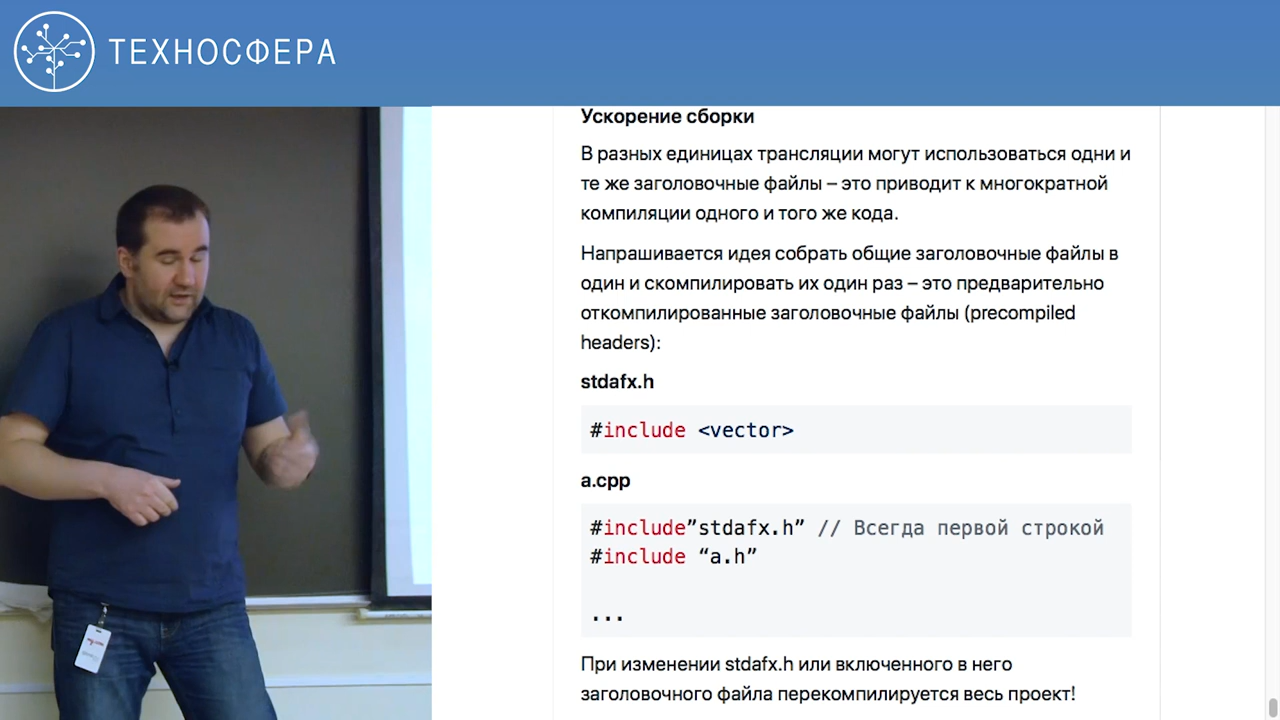 ТЕХНОСФЕРА
Ускорение сборки
В разных единицах трансляции могут использоваться одни и
те же заголовочные файлы – это приводит к многократной
компиляции одного и того же кода.
Напрашивается идея собрать общие заголовочные файлы в
один и скомпилировать их один раз – это предварительно
откомпилированные заголовочные файлы (precompiled
headers):
stdafx.h
#include <vector>
a.cpp
#include”stdafx.h” // Всегда первой строкой
#include “a.h”
...
При изменении stdafx.h или включенного в него
заголовочного файла перекомпилируется весь проект!